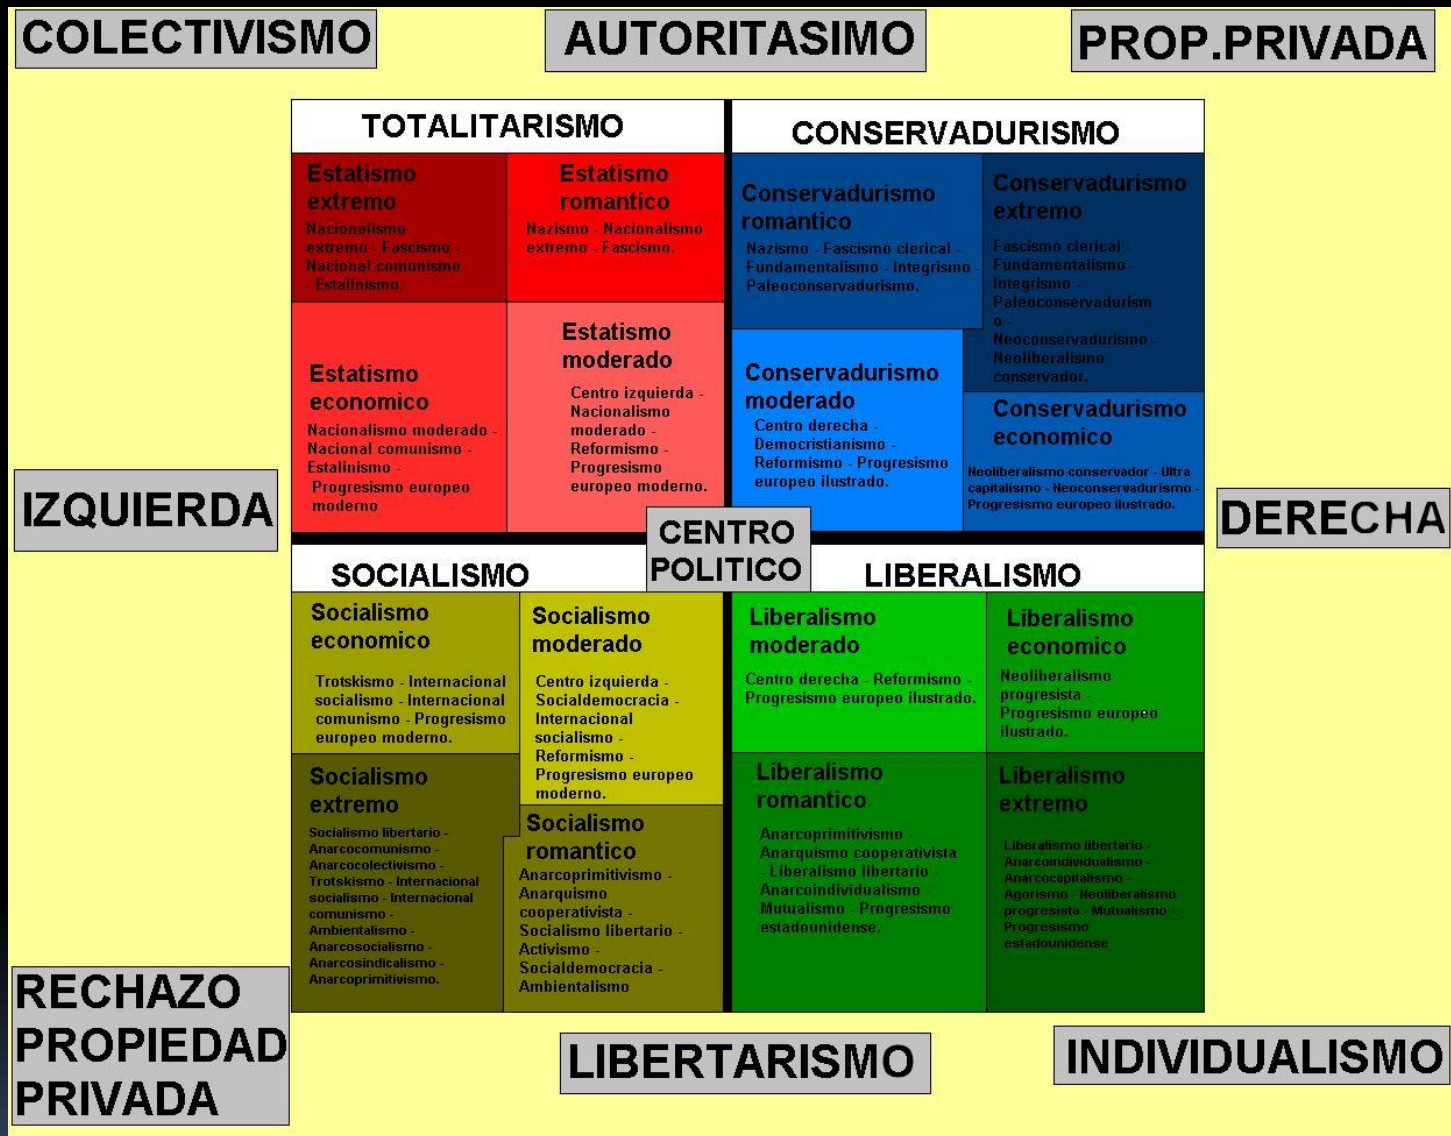 COLECTIVISMO
AUTORITASIMO
PROP.PRIVADA
TOTALITARISMO
CONSERVADURISMO
Estatismo
extremo
Nacionalismo
extremo - Fascismo -
Nacional comunismo
- Estalinismo.
Estatismo
romantico
Nazismo - Nacionalismo
extremo - Fascismo.
Conservadurismo
romantico
Nazismo - Fascismo clerical -
Fundamentalismo - Integrismo -
Paleoconservadurismo.
Conservadurismo
extremo
Fascismo clerical -
Fundamentalismo -
Integrismo -
Paleoconservadurism
o -
Neoconservadurismo -
Neoliberalismo
conservador.
Estatismo
economico
Nacionalismo moderado -
Nacional comunismo -
Estalinismo -
Progresismo europeo
moderno
Estatismo
moderado
Centro izquierda -
Nacionalismo
moderado -
Reformismo -
Progresismo
europeo moderno.
Conservadurismo
moderado
Centro derecha -
Democristianismo -
Reformismo - Progresismo
europeo ilustrado.
Conservadurismo
economico
Neoliberalismo conservador - Ultra
capitalismo - Neoconservadurismo -
Progresismo europeo ilustrado.
IZQUIERDA
CENTRO
POLITICO
DERECHA
SOCIALISMO
LIBERALISMO
Socialismo
economico
Trotskismo - Internacional
socialismo - Internacional
comunismo - Progresismo
europeo moderno.
Socialismo
moderado
Centro izquierda -
Socialdemocracia -
Internacional
socialismo -
Reformismo -
Progresismo europeo
moderno.
Liberalismo
moderado
Centro derecha - Reformismo -
Progresismo europeo ilustrado.
Liberalismo
economico
Neoliberalismo
progresista -
Progresismo europeo
ilustrado.
Socialismo
extremo
Socialismo libertario -
Anarcocomunismo -
Anarcocolectivismo -
Trotskismo - Internacional
socialismo - Internacional
comunismo -
Ambientalismo -
Anarcosocialismo -
Anarcosindicalismo -
Anarcoprimitivismo.
Socialismo
romantico
Anarcoprimitivismo -
Anarquismo
cooperativista -
Socialismo libertario -
Activismo -
Socialdemocracia -
Ambientalismo
Liberalismo
romantico
Anarcoprimitivismo -
Anarquismo cooperativista
- Liberalismo libertario -
Anarcoindividualismo -
Mutualismo - Progresismo
estadounidense.
Liberalismo
extremo
Liberalismo libertario -
Anarcoindividualismo -
Anarcocapitalismo -
Agorismo - Neoliberalismo
progresista - Mutualismo -
Progresismo
estadounidense
RECHAZO
PROPIEDAD
PRIVADA
LIBERTARISMO
INDIVIDUALISMO